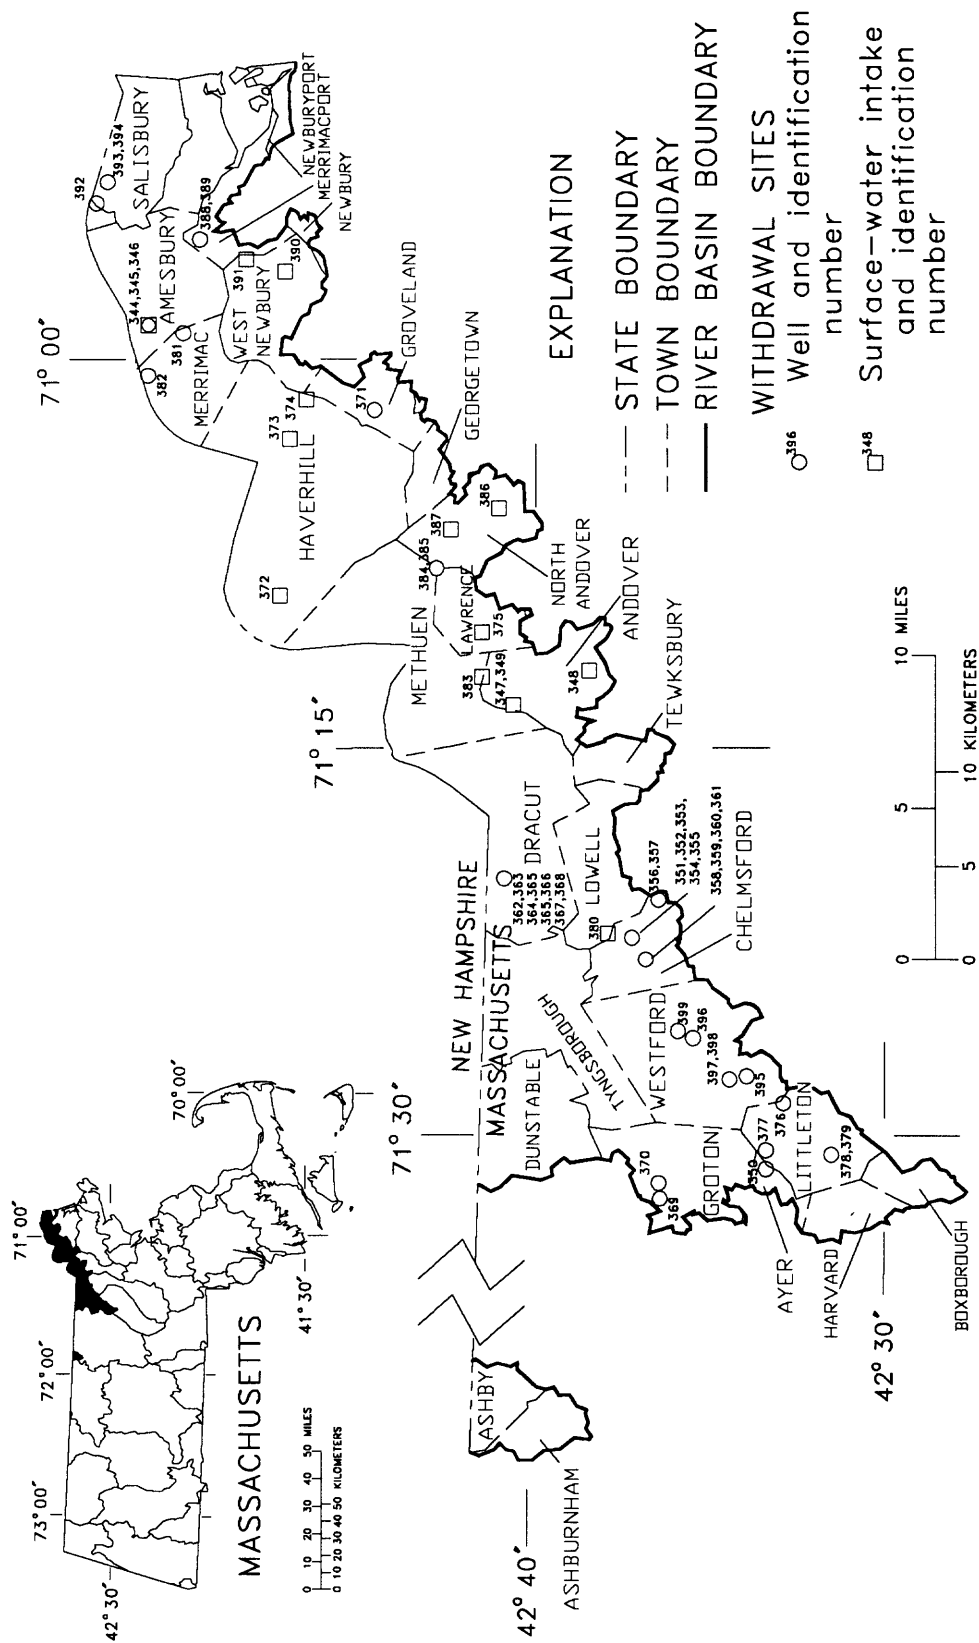 73° 00′
72° 00′
71° 00′
70° 00′
42° 30′
41° 30′
MASSACHUSETTS
0 10 20 30 40 50 MILES
0 10 20 30 40 50 KILOMETERS
42° 40′
ASHBURNHAM
ASHBY
71° 30′
71° 15′
71° 00′
NEW HAMPSHIRE
MASSACHUSETTS
DUNSTABLE
TYNGSBOROUGH
GROTON
370
369
WESTFORD
399
396
397,398
395
376
377
350
LITTLETON
378,379
AYER
HARVARD
BOXBOROUGH
42° 30′
DRACUT
362,363
364,365
365,366
367,368
LOWELL
380
356,357
351,352,353,
354,355
358,359,360,361
CHELMSFORD
TEWKSBURY
METHUEN
383
347,349
LAWRENCE
375
348
ANDOVER
384,385
387
386
NORTH
ANDOVER
HAVERHILL
372
373
374
GEORGETOWN
371
GROVELAND
MERRIMAC
382
381
344,345,346
AMESBURY
WEST
NEWBURY
391
390
388,389
392
393,394
SALISBURY
NEWBURYPORT
MERRIMACPORT
NEWBURY
0 5 10 MILES
0 5 10 KILOMETERS
EXPLANATION
STATE BOUNDARY
TOWN BOUNDARY
RIVER BASIN BOUNDARY
WITHDRAWAL SITES
396
Well and identification
number
348
Surface-water intake
and identification
number